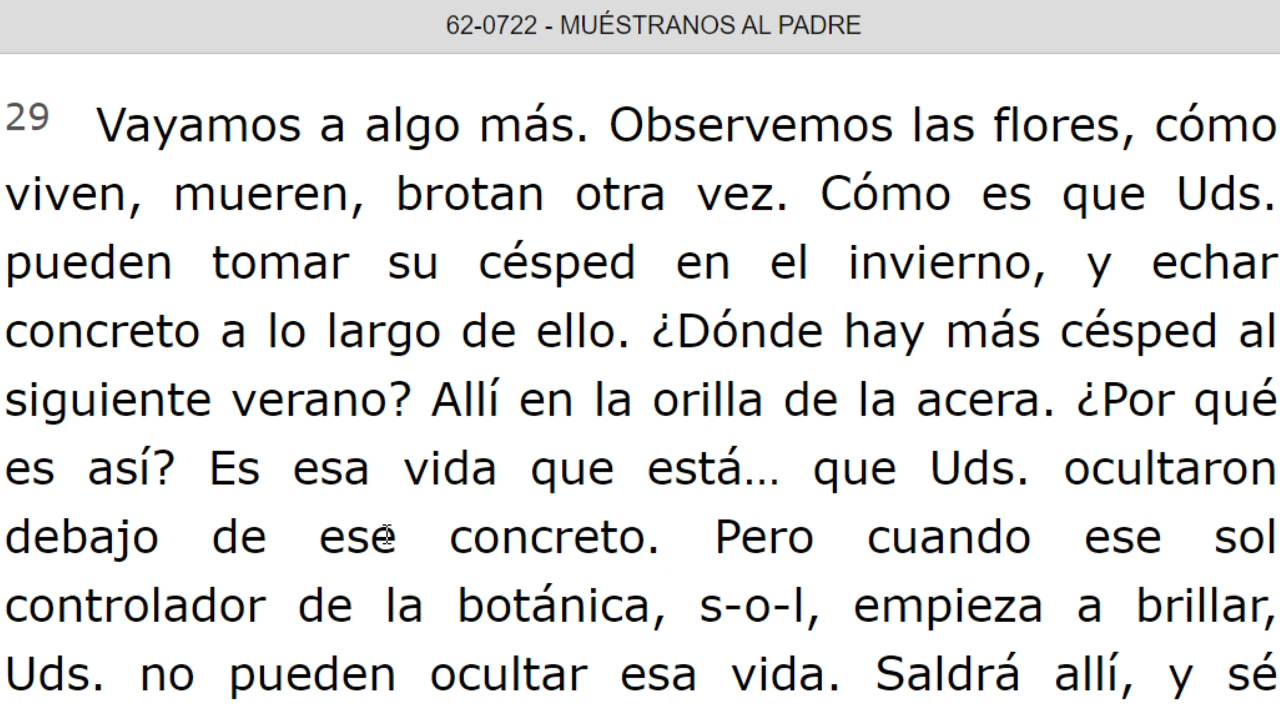 62-0722 - MUÉSTRANOS AL PADRE
29 Vayamos a algo más. Observemos las flores, cómo
viven, mueren, brotan otra vez. Cómo es que Uds.
pueden tomar su césped en el invierno, y echar
concreto a lo largo de ello. ¿Dónde hay más césped al
siguiente verano? Allí en la orilla de la acera. ¿Por qué
es así? Es esa vida que está... que Uds. ocultaron
debajo de ese concreto. Pero cuando ese sol
controlador de la botánica, s-o-l, empieza a brillar,
Uds. no pueden ocultar esa vida. Saldrá allí, y sé